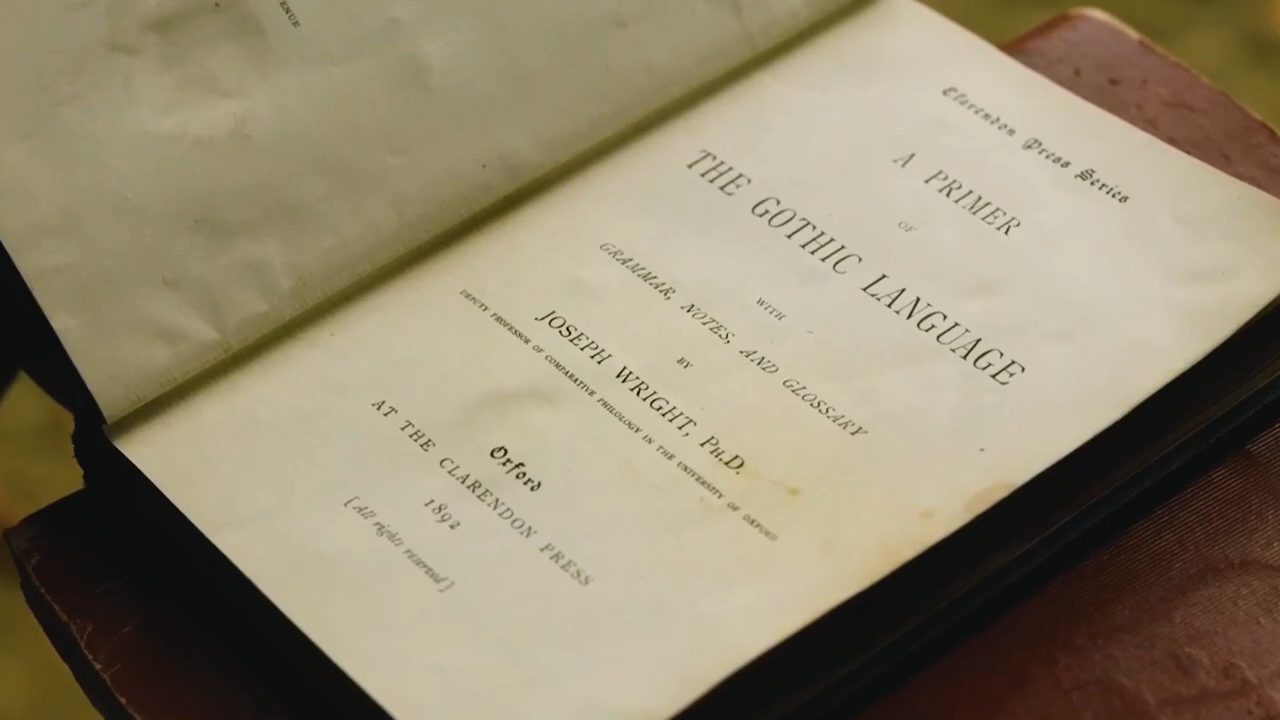 Clarendon Press Series
A PRIMER
OF
THE GOTHIC LANGUAGE
WITH
GRAMMAR, NOTES, AND GLOSSARY
BY
JOSEPH WRIGHT, PH.D.
DEPUTY PROFESSOR OF COMPARATIVE PHILOLOGY IN THE UNIVERSITY OF OXFORD
Oxford
AT THE CLARENDON PRESS
1892
[All rights reserved]